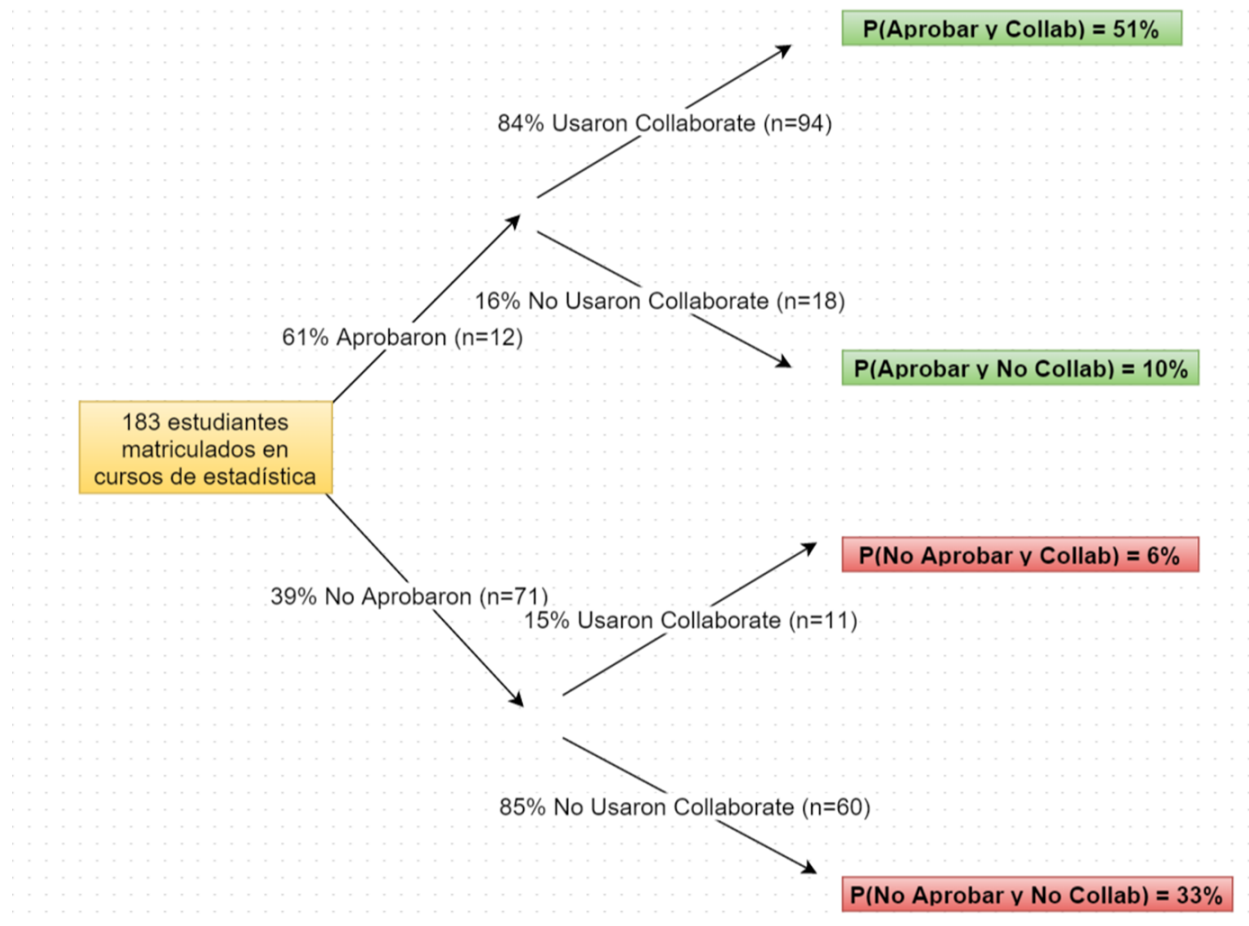 P(Aprobar y Collab) = 51%
84% Usaron Collaborate (n=94)
16% No Usaron Collaborate (n=18)
61% Aprobaron (n=12)
P(Aprobar y No Collab) = 10%
183 estudiantes
matriculados en
cursos de estadística
P(No Aprobar y Collab) = 6%
39% No Aprobaron (n=71)
15% Usaron Collaborate (n=11)
85% No Usaron Collaborate (n=60)
P(No Aprobar y No Collab) = 33%